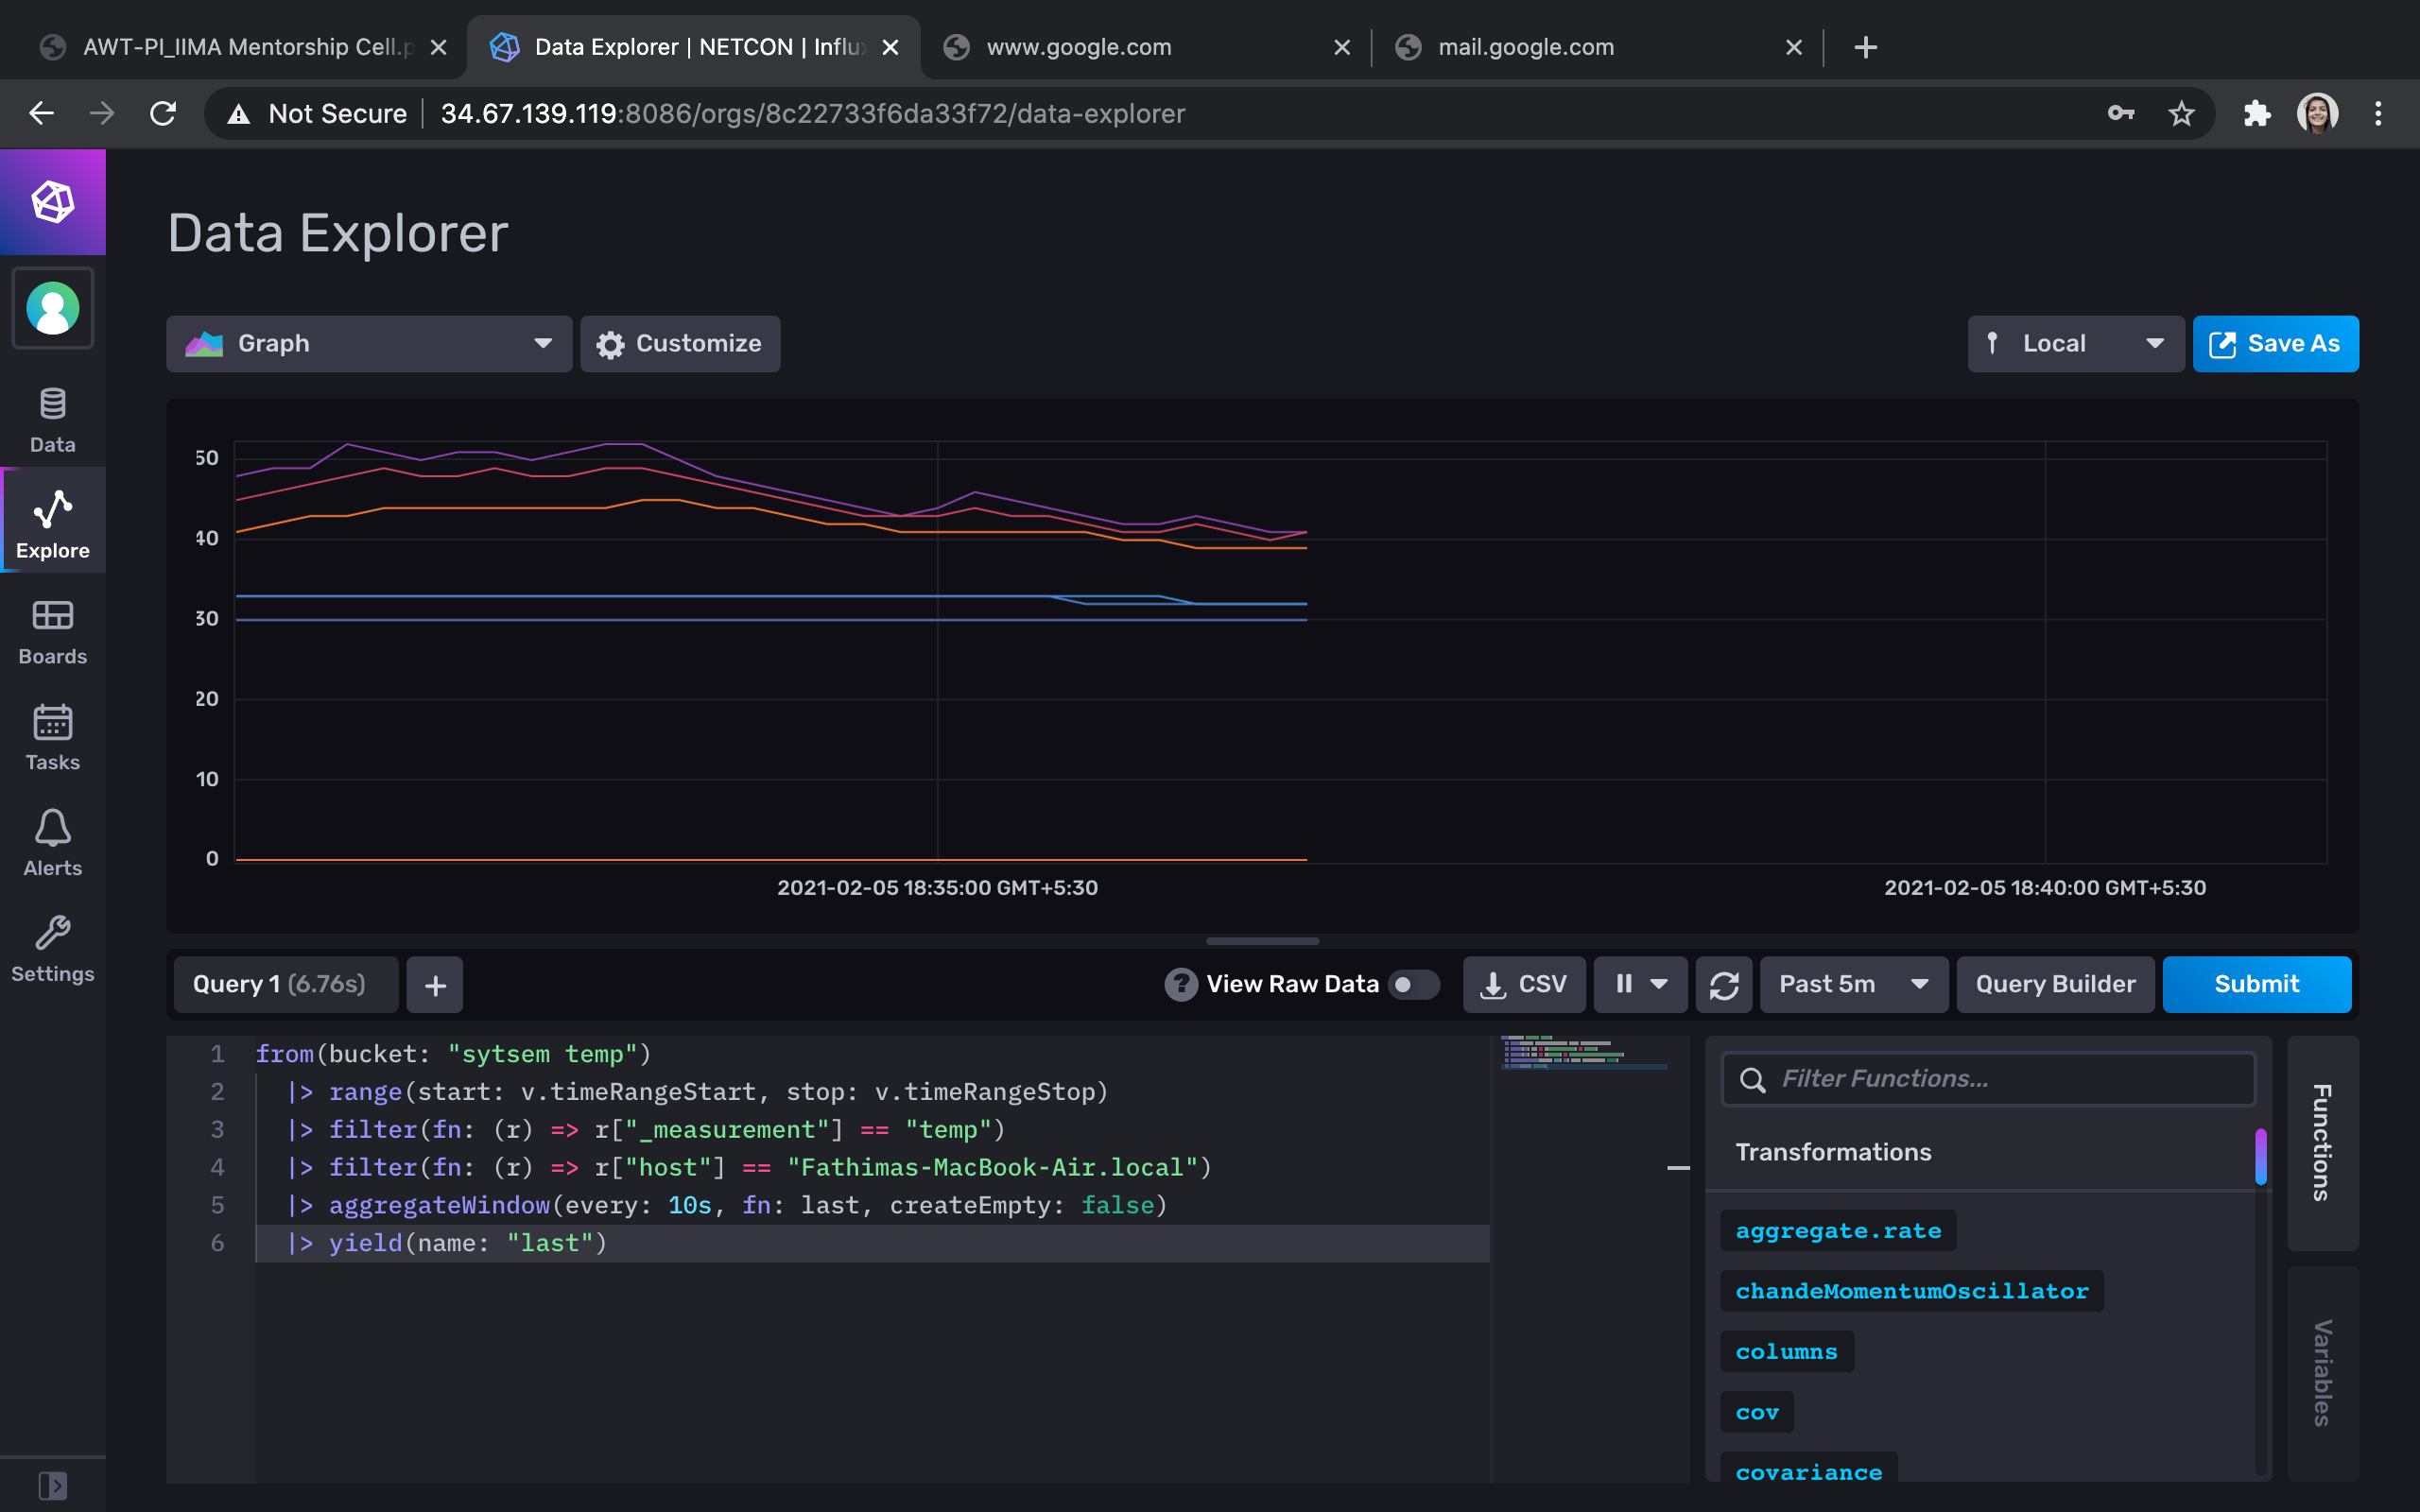 AWT-PI_IIMA Mentorship Cell.p
Data Explorer | NETCON | Influx
www.google.com
mail.google.com
Not Secure
34.67.139.119:8086/orgs/8c22733f6da33f72/data-explorer
Data Explorer
Graph
Customize
Local
Save As
Data
Explore
Boards
Tasks
Alerts
Settings
50
40
30
20
10
0
2021-02-05 18:35:00 GMT+5:30
2021-02-05 18:40:00 GMT+5:30
Query 1 (6.76s)
+
? View Raw Data
CSV
Past 5m
Query Builder
Submit
1 from(bucket: "sytsem temp")
2 |> range(start: v.timeRangeStart, stop: v.timeRangeStop)
3 |> filter(fn: (r) => r["_measurement"] == "temp")
4 |> filter(fn: (r) => r["host"] == "Fathimas-MacBook-Air.local")
5 |> aggregateWindow(every: 10s, fn: last, createEmpty: false)
6 |> yield(name: "last")
Filter Functions...
Transformations
aggregate.rate
chandeMomentumOscillator
columns
cov
covariance
Functions
Variables